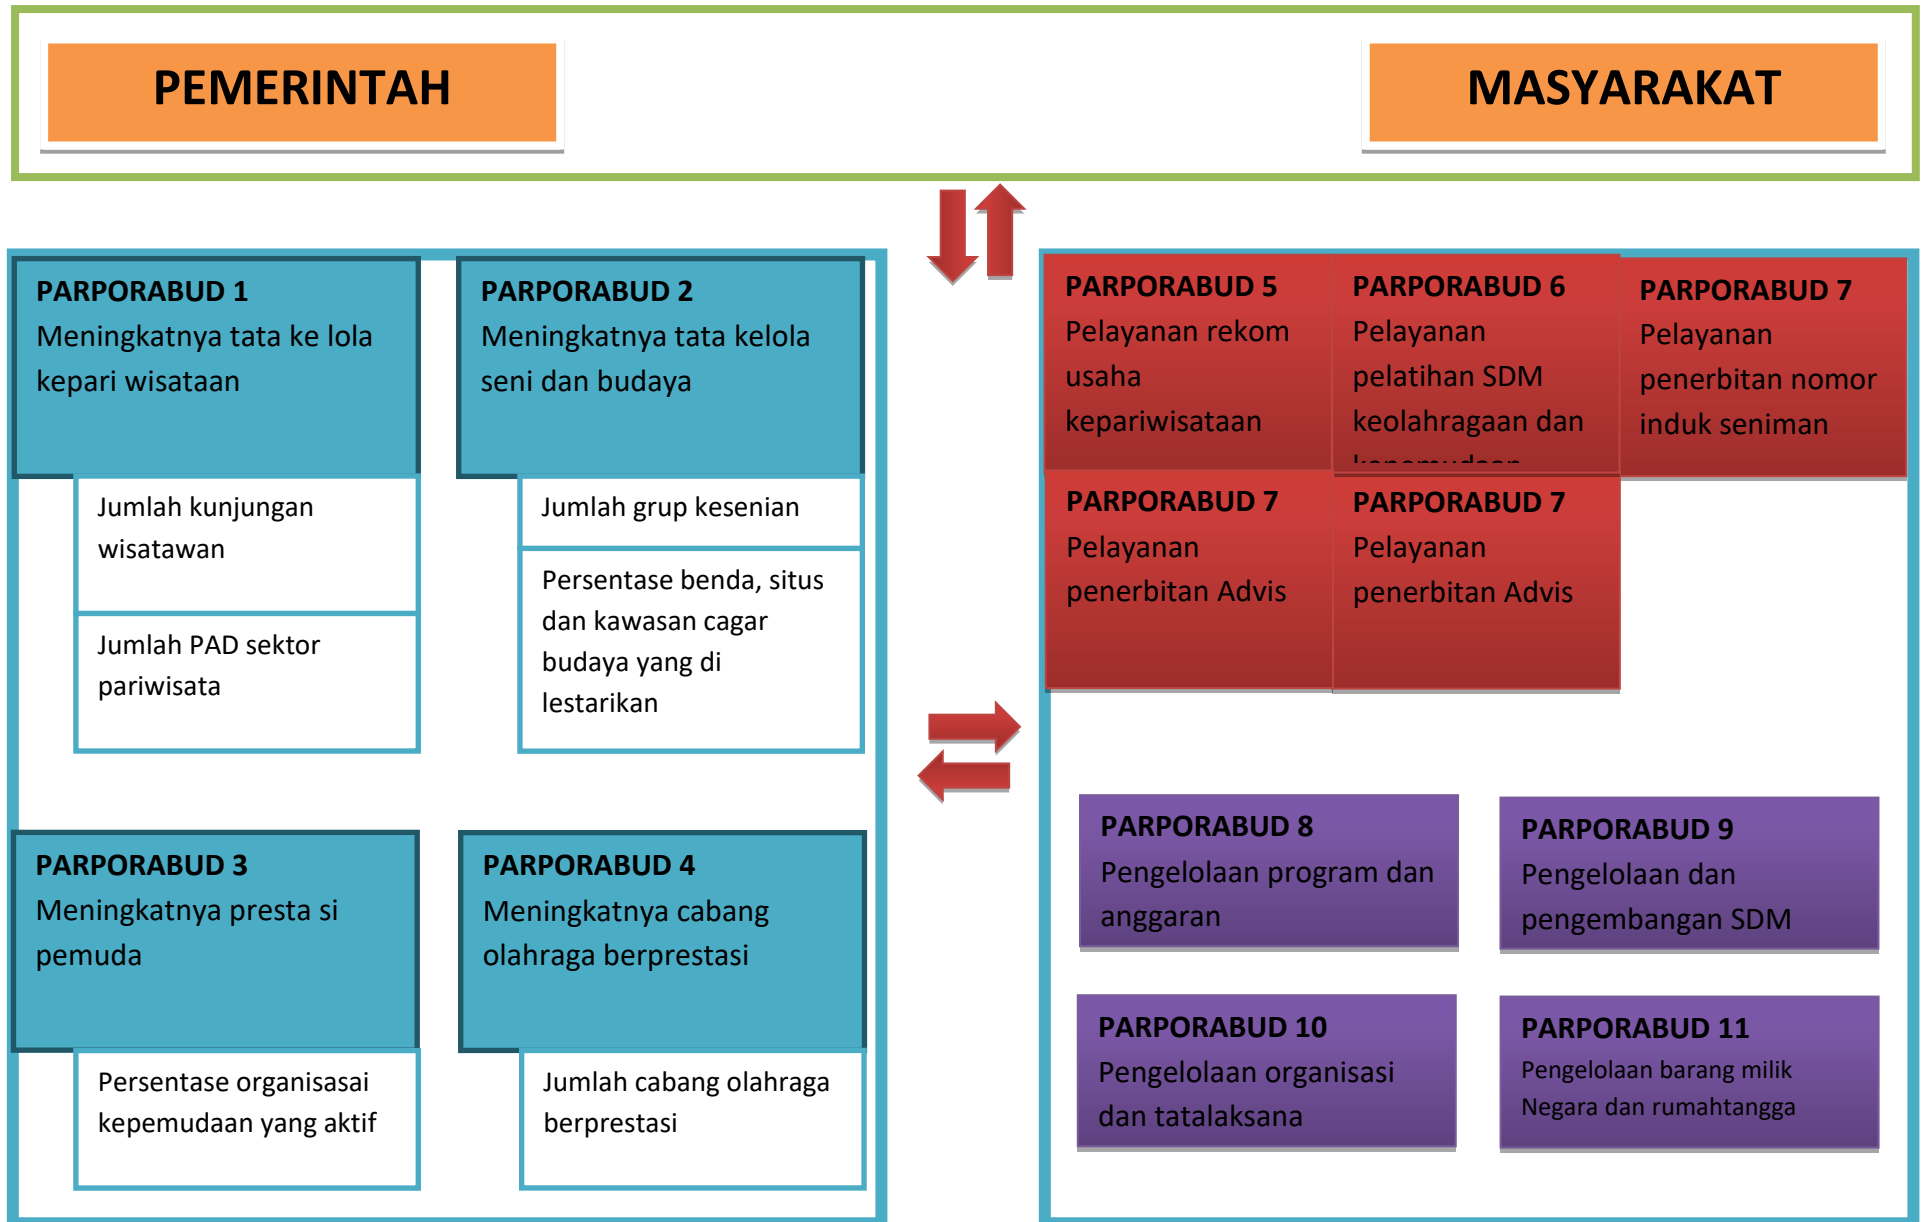 PEMERINTAH
MASYARAKAT
PARPORABUD 1
Meningkatnya tata ke lola
kepari wisataan
Jumlah kunjungan
wisatawan
Jumlah PAD sektor
pariwisata
PARPORABUD 2
Meningkatnya tata kelola
seni dan budaya
Jumlah grup kesenian
Persentase benda, situs
dan kawasan cagar
budaya yang di
lestarikan
PARPORABUD 3
Meningkatnya presta si
pemuda
Persentase organisasai
kepemudaan yang aktif
PARPORABUD 4
Meningkatnya cabang
olahraga berprestasi
Jumlah cabang olahraga
berprestasi
PARPORABUD 5
Pelayanan rekom
usaha
kepariwisataan
PARPORABUD 6
Pelayanan
pelatihan SDM
keolahragaan dan
PARPORABUD 7
Pelayanan
penerbitan nomor
induk seniman
PARPORABUD 7
Pelayanan
penerbitan Advis
PARPORABUD 7
Pelayanan
penerbitan Advis
PARPORABUD 8
Pengelolaan program dan
anggaran
PARPORABUD 9
Pengelolaan dan
pengembangan SDM
PARPORABUD 10
Pengelolaan organisasi
dan tatalaksana
PARPORABUD 11
Pengelolaan barang milik
Negara dan rumahtangga